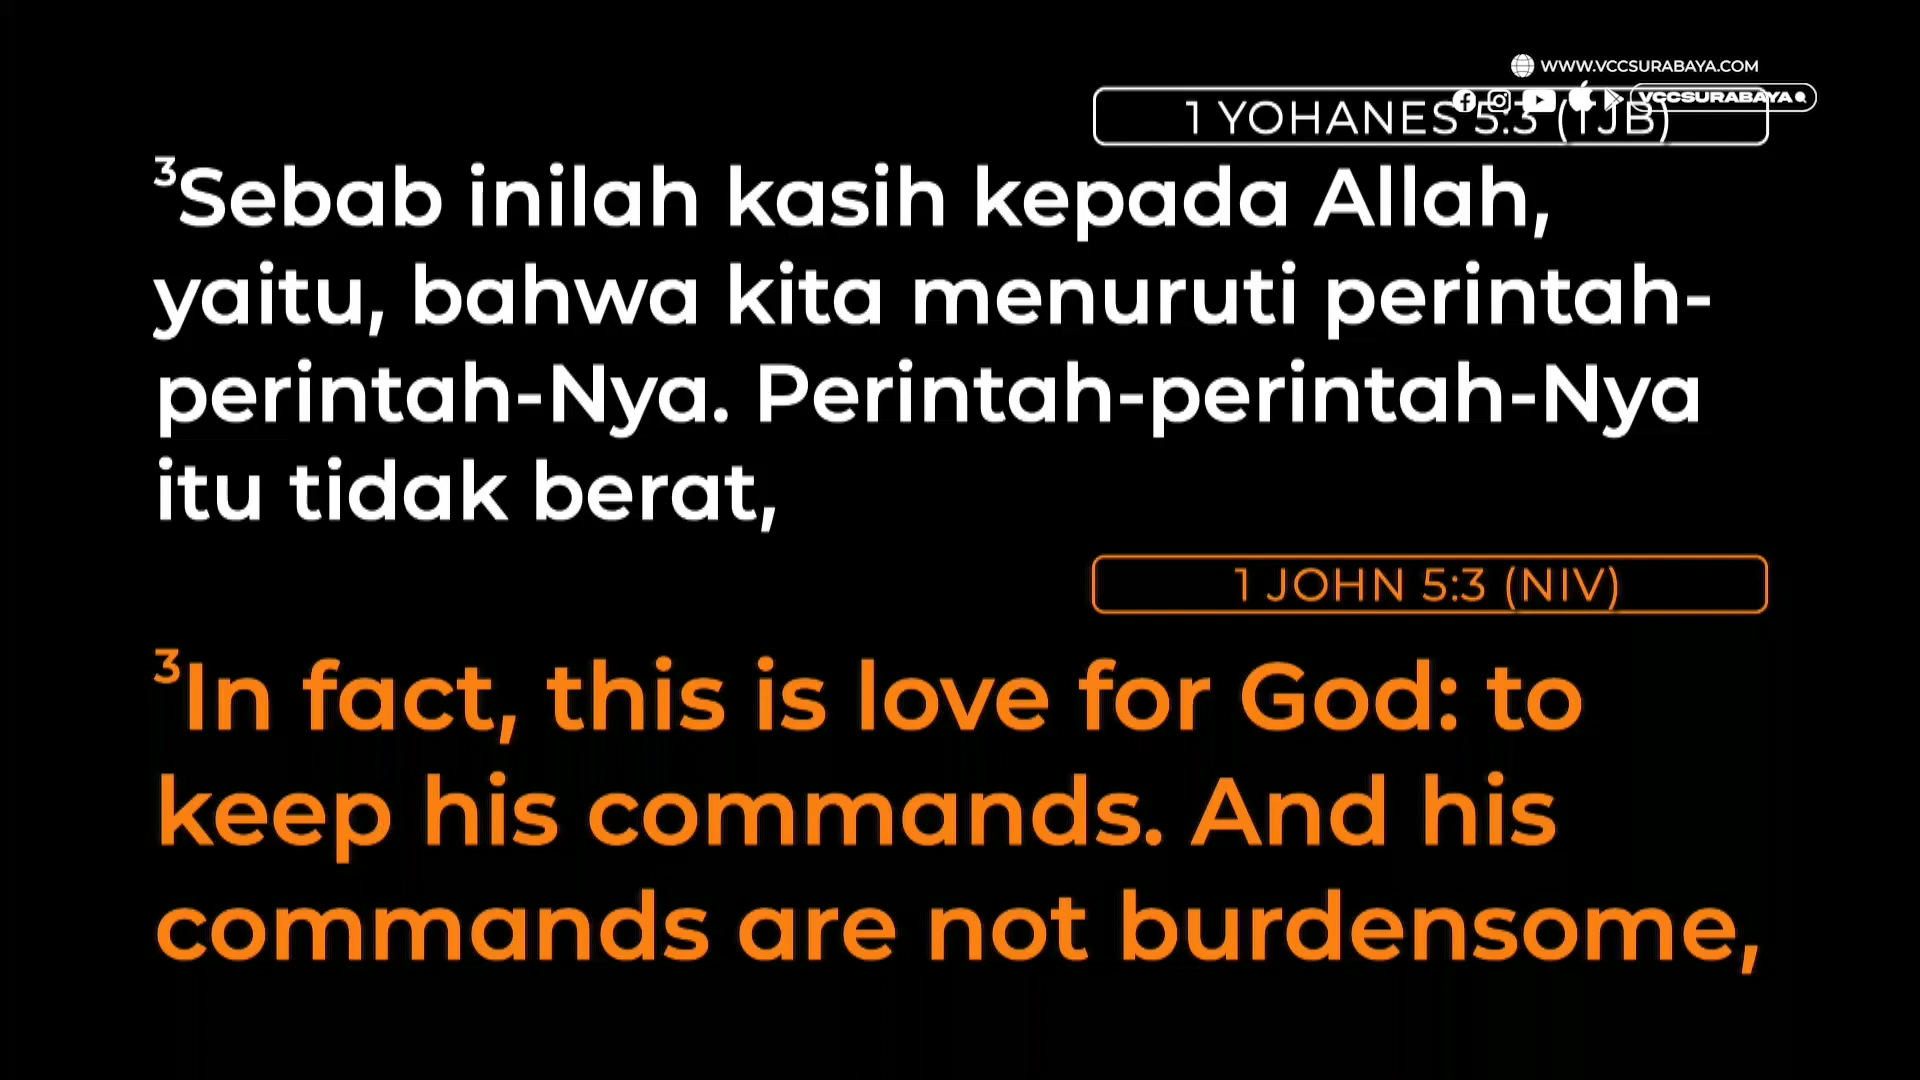 WWW.VCCSURABAYA.COM
VCCSURABAYA
1 YOHANES 5:3 (TJB)
³Sebab inilah kasih kepada Allah,
yaitu, bahwa kita menuruti perintah-
perintah-Nya. Perintah-perintah-Nya
itu tidak berat,
1 JOHN 5:3 (NIV)
³In fact, this is love for God: to
keep his commands. And his
commands are not burdensome,